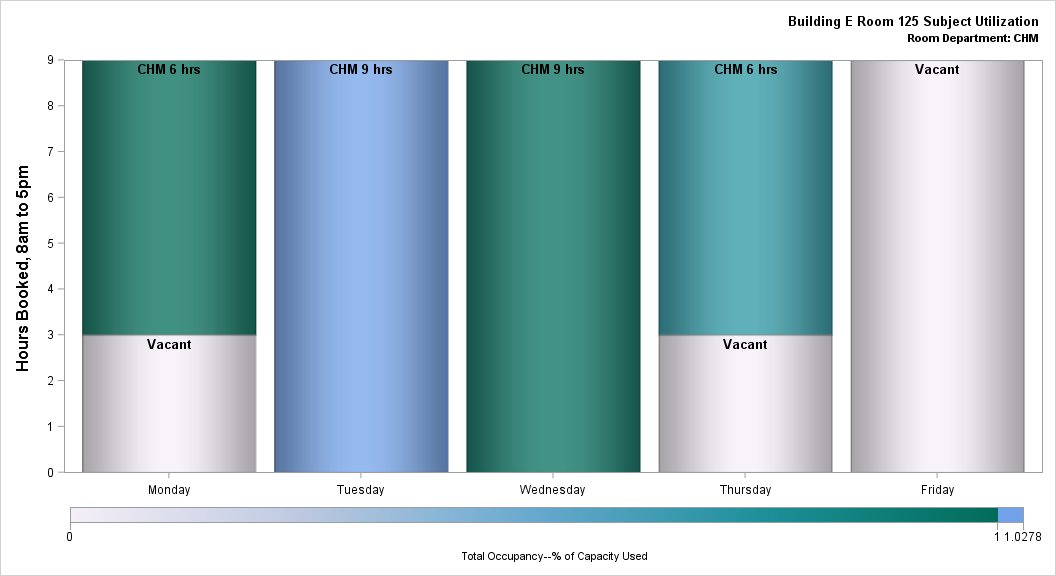 Building E Room 125 Subject Utilization
Room Department: CHM
Hours Booked, 8am to 5pm
9
8
7
6
5
4
3
2
1
0
CHM 6 hrs
CHM 9 hrs
CHM 9 hrs
CHM 6 hrs
Vacant
Vacant
Vacant
Monday
Tuesday
Wednesday
Thursday
Friday
0
1
1.0278
Total Occupancy--% of Capacity Used